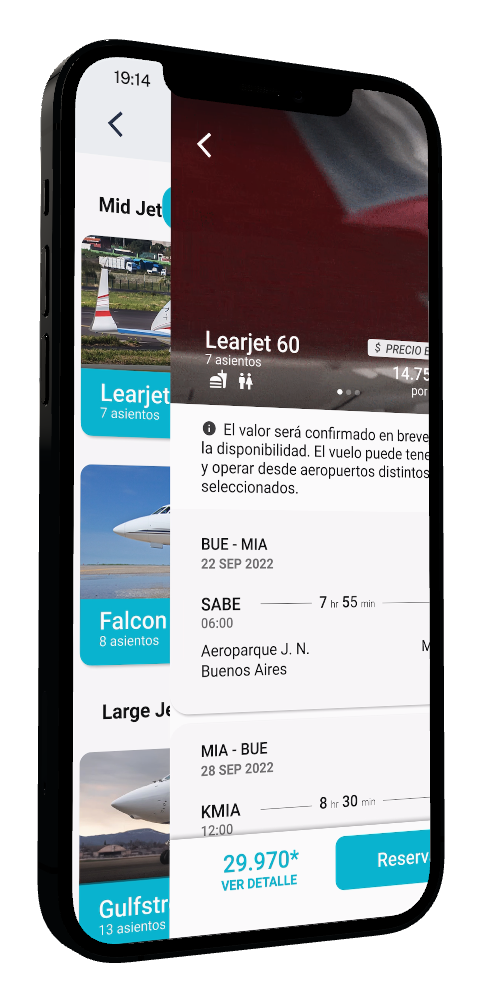 19:14
Mid Jet
Learjet
7 asientos
Falcon
8 asientos
Large Je
Gulfstr
13 asientos
Learjet 60
7 asientos
$ PRECIO E
14.75
por
El valor será confirmado en breve
la disponibilidad. El vuelo puede tene
y operar desde aeropuertos distintos
seleccionados.
BUE - MIA
22 SEP 2022
SABE
7 hr 55 min
06:00
Aeroparque J. N.
M
Buenos Aires
MIA - BUE
28 SEP 2022
KMIA
8 hr 30 min
12:00
29.970*
VER DETALLE
Reserv